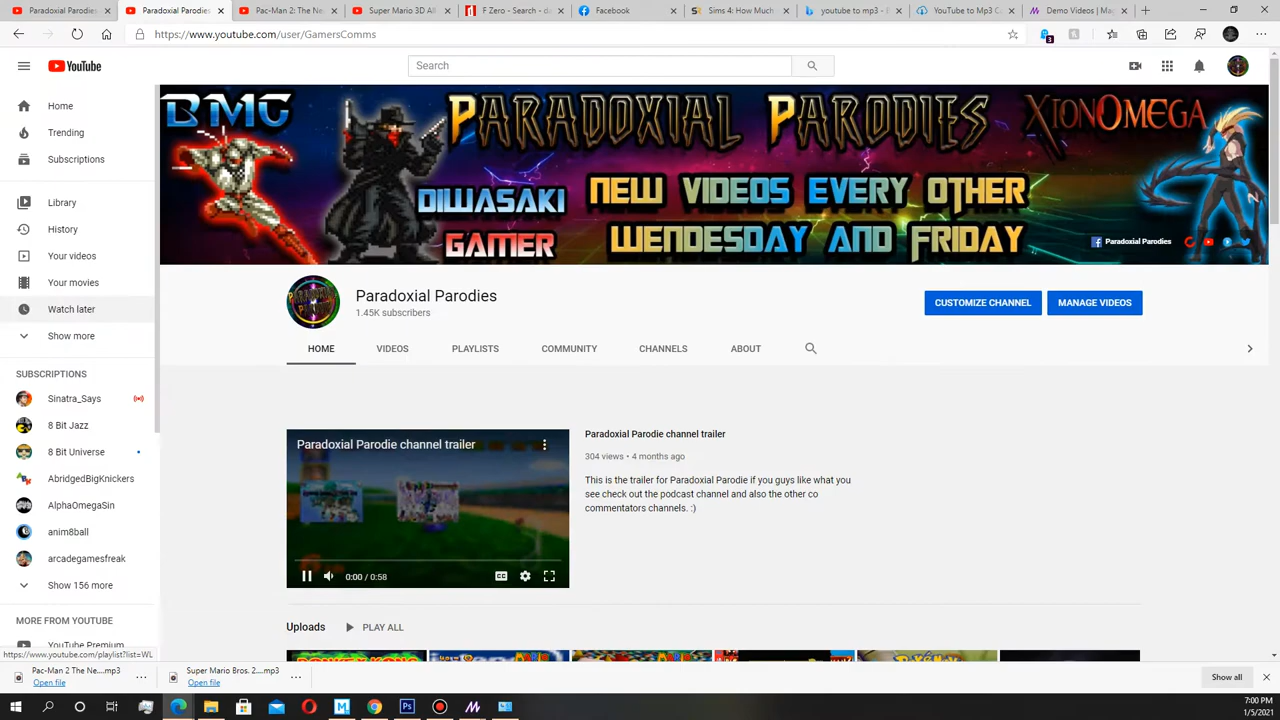 Paradoxial Parodies
Paradoxial Parodies
Pac-Man 2: The Ne
Super Mario 3D All
F Zero - Search - d
Facebook
Sims 4: How Much
youtube to mp3 -
YouTube to Mp3 C
Demo Videos | Mag
https://www.youtube.com/user/GamersComms
3
YouTube
Search
Home
Trending
Subscriptions
Library
History
Your videos
Your movies
Watch later
Show more
SUBSCRIPTIONS
Sinatra_Says
8 Bit Jazz
8 Bit Universe
AbridgedBigKnickers
AlphaOmegaSin
anim8ball
arcadegamesfreak
Show 156 more
MORE FROM YOUTUBE
YouTube Premium
https://www.youtube.com/playlist?list=WL
BMC
PARADOXIAL PARODIES
XIONOMEGA
DIWASAKI
GAMER
NEW VIDEOS EVERY OTHER
WENDESDAY AND FRIDAY
Paradoxial Parodies
Paradoxial Parodies
1.45K subscribers
CUSTOMIZE CHANNEL
MANAGE VIDEOS
HOME
VIDEOS
PLAYLISTS
COMMUNITY
CHANNELS
ABOUT
Paradoxial Parodie channel trailer
0:00 / 0:58
CC
Paradoxial Parodie channel trailer
304 views • 4 months ago
This is the trailer for Paradoxial Parodie if you guys like what you
see check out the podcast channel and also the other co
commentators channels. :)
Uploads
PLAY ALL
Pac-Man 2 The Ne....mp3
Open file
Super Mario Bros. 2....mp3
Open file
Show all
Ps
7:00 PM
1/5/2021